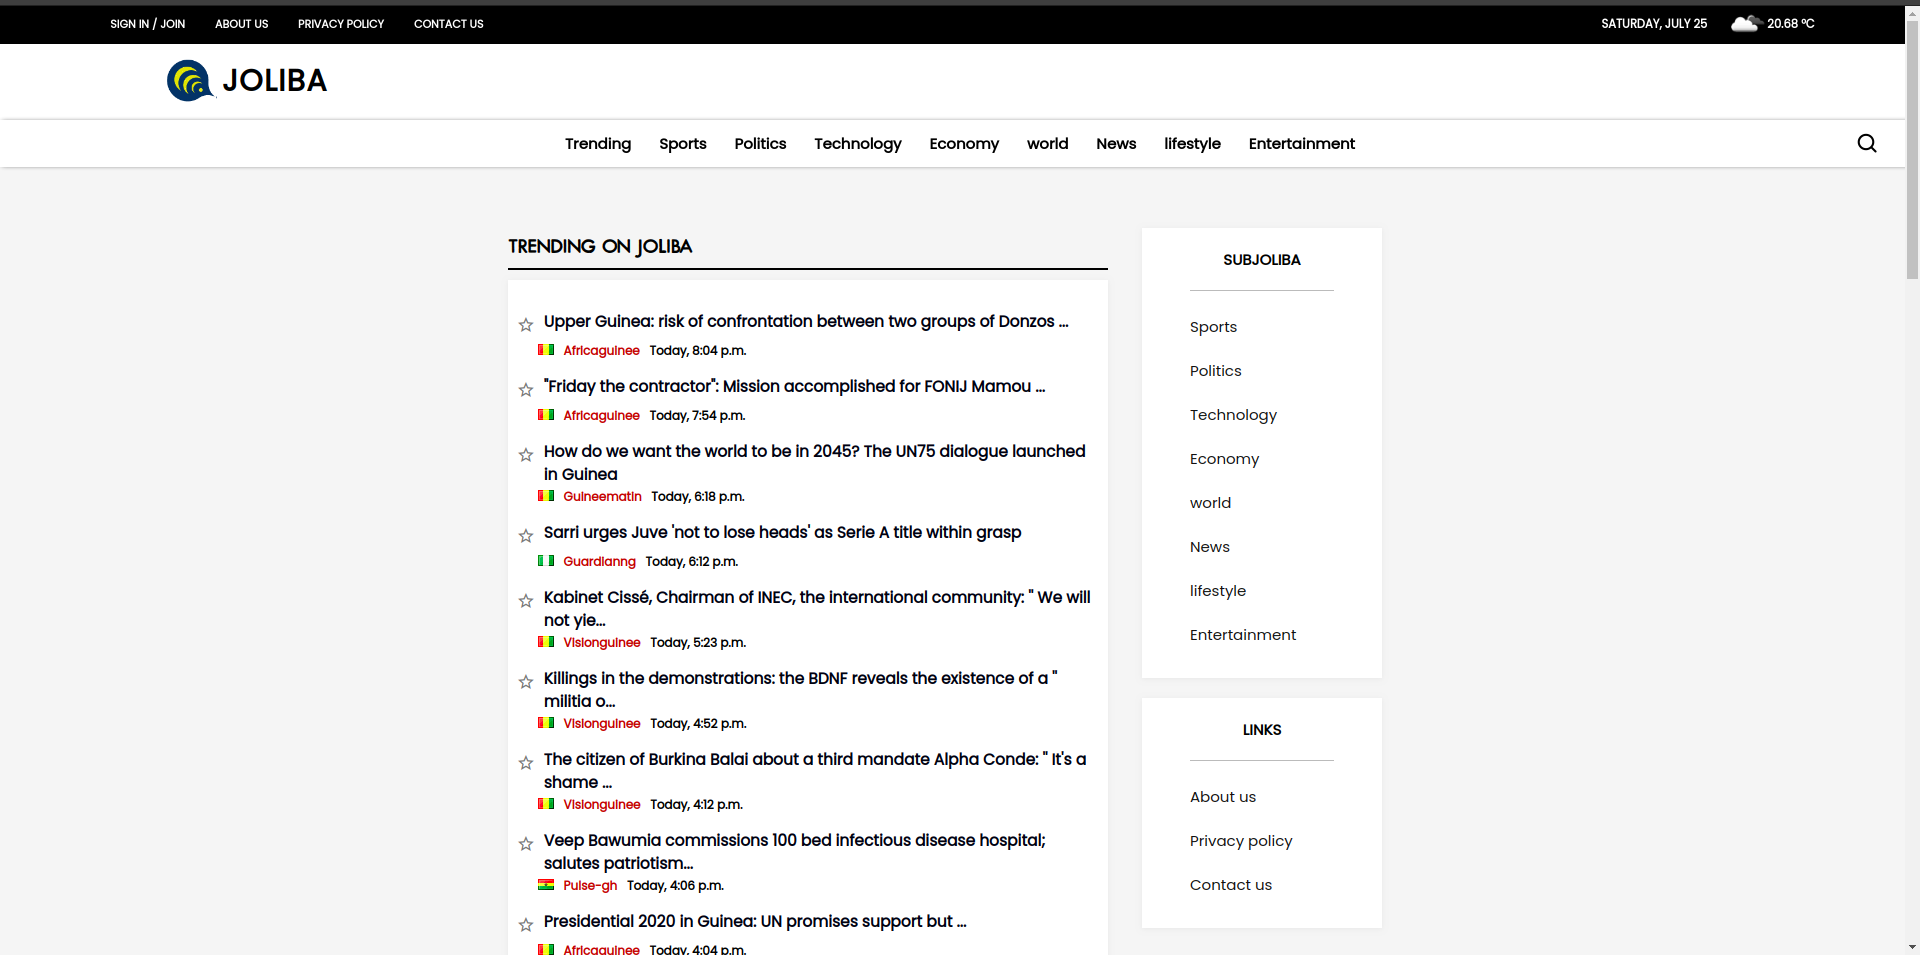 SIGN IN / JOIN ABOUT US PRIVACY POLICY CONTACT US SATURDAY, JULY 25 20.68 °C
JOLIBA
Trending Sports Politics Technology Economy world News lifestyle Entertainment
TRENDING ON JOLIBA
Upper Guinea: risk of confrontation between two groups of Donzos ...
Africaguinee Today, 8:04 p.m.
"Friday the contractor": Mission accomplished for FONIJ Mamou ...
Africaguinee Today, 7:54 p.m.
How do we want the world to be in 2045? The UN75 dialogue launched
in Guinea
Guineematin Today, 6:18 p.m.
Sarri urges Juve 'not to lose heads' as Serie A title within grasp
Guardianng Today, 6:12 p.m.
Kabinet Cissé, Chairman of INEC, the international community: " We will
not yie...
Visionguinee Today, 5:23 p.m.
Killings in the demonstrations: the BDNF reveals the existence of a "
militia o...
Visionguinee Today, 4:52 p.m.
The citizen of Burkina Balai about a third mandate Alpha Conde: " It's a
shame ...
Visionguinee Today, 4:12 p.m.
Veep Bawumia commissions 100 bed infectious disease hospital;
salutes patriotism...
Pulse-gh Today, 4:06 p.m.
Presidential 2020 in Guinea: UN promises support but ...
Africaguinee Today, 4:04 p.m.
SUBJOLIBA
Sports
Politics
Technology
Economy
world
News
lifestyle
Entertainment
LINKS
About us
Privacy policy
Contact us